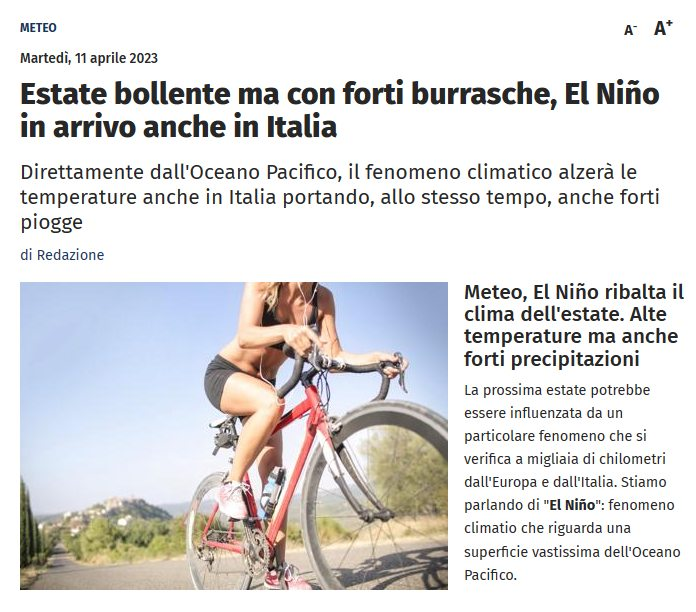 METEO
A- A+
Martedì, 11 aprile 2023
Estate bollente ma con forti burrasche, El Niño
in arrivo anche in Italia
Direttamente dall'Oceano Pacifico, il fenomeno climatico alzerà le
temperature anche in Italia portando, allo stesso tempo, anche forti
piogge
di Redazione
Meteo, El Niño ribalta il
clima dell'estate. Alte
temperature ma anche
forti precipitazioni
La prossima estate potrebbe
essere influenzata da un
particolare fenomeno che si
verifica a migliaia di chilometri
dall'Europa e dall'Italia. Stiamo
parlando di "El Niño": fenomeno
climatio che riguarda una
superficie vastissima dell'Oceano
Pacifico.